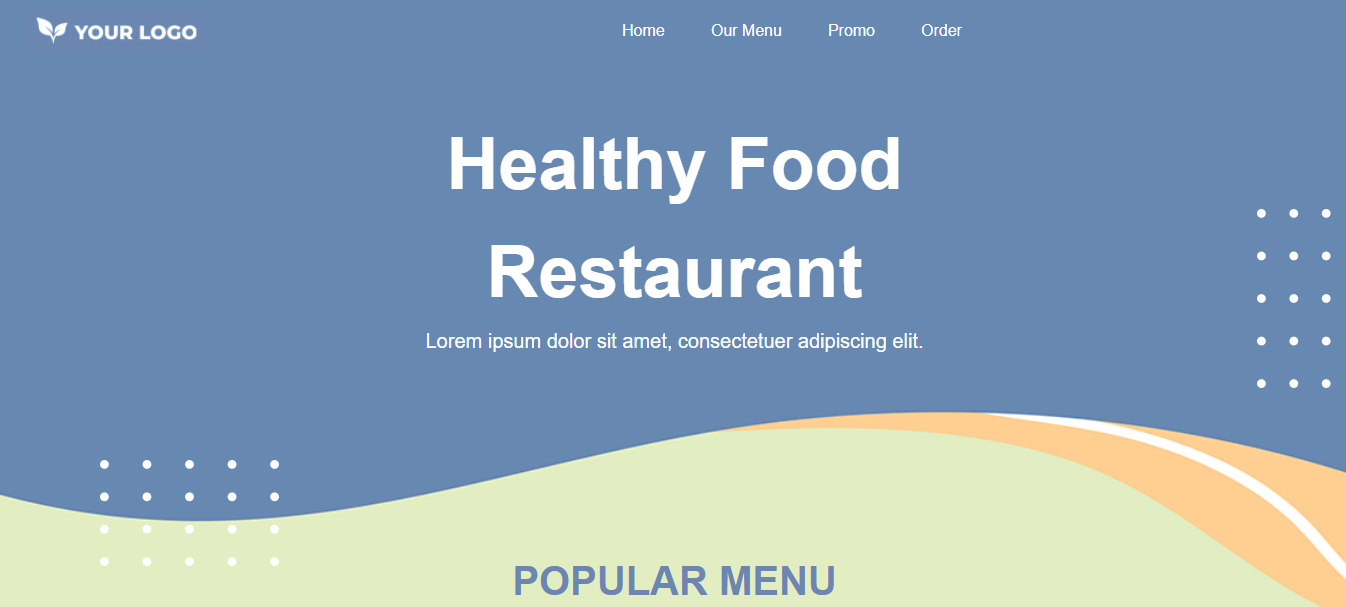 YOUR LOGO
Home Our Menu Promo Order
Healthy Food
Restaurant
Lorem ipsum dolor sit amet, consectetuer adipiscing elit.
POPULAR MENU